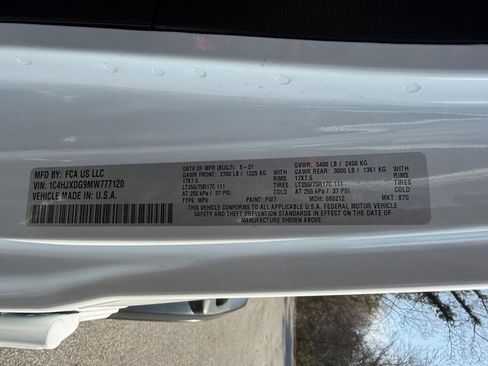 MFD BY: FCA US LLC
VIN: 1C4HJXDG9MW777120
VEHICLE MADE IN: U.S.A.
DATE OF MFR (BUILT): 8-21
GAWR FRONT: 2700 LB / 1225 KG WITH
17X7.5 RIMS
LT255/75R17C 111 TIRES
AT 255 kPa / 37 PSI
TYPE: MPV PAINT: PW7
GVWR: 5400 LB / 2450 KG
GAWR REAR: 3000 LB / 1361 KG WITH
17X7.5 RIMS
LT255/75R17C 111 TIRES
AT 255 kPa / 37 PSI
MDH: 080212 MKT: 875
THIS VEHICLE CONFORMS TO ALL APPLICABLE U.S.A. FEDERAL MOTOR VEHICLE
SAFETY AND THEFT PREVENTION STANDARDS IN EFFECT ON THE DATE OF
MANUFACTURE SHOWN ABOVE.